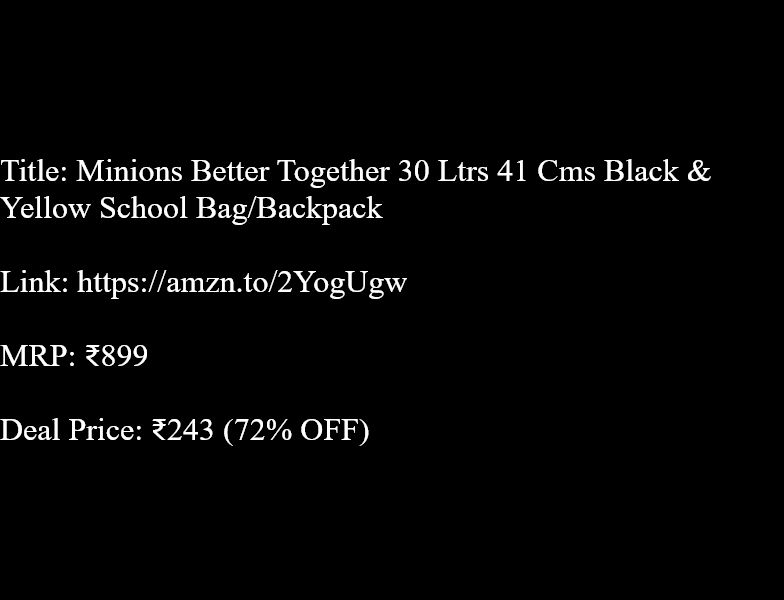 Title: Minions Better Together 30 Ltrs 41 Cms Black &
Yellow School Bag/Backpack
Link: https://amzn.to/2YogUgw
MRP: ₹899
Deal Price: ₹243 (72% OFF)